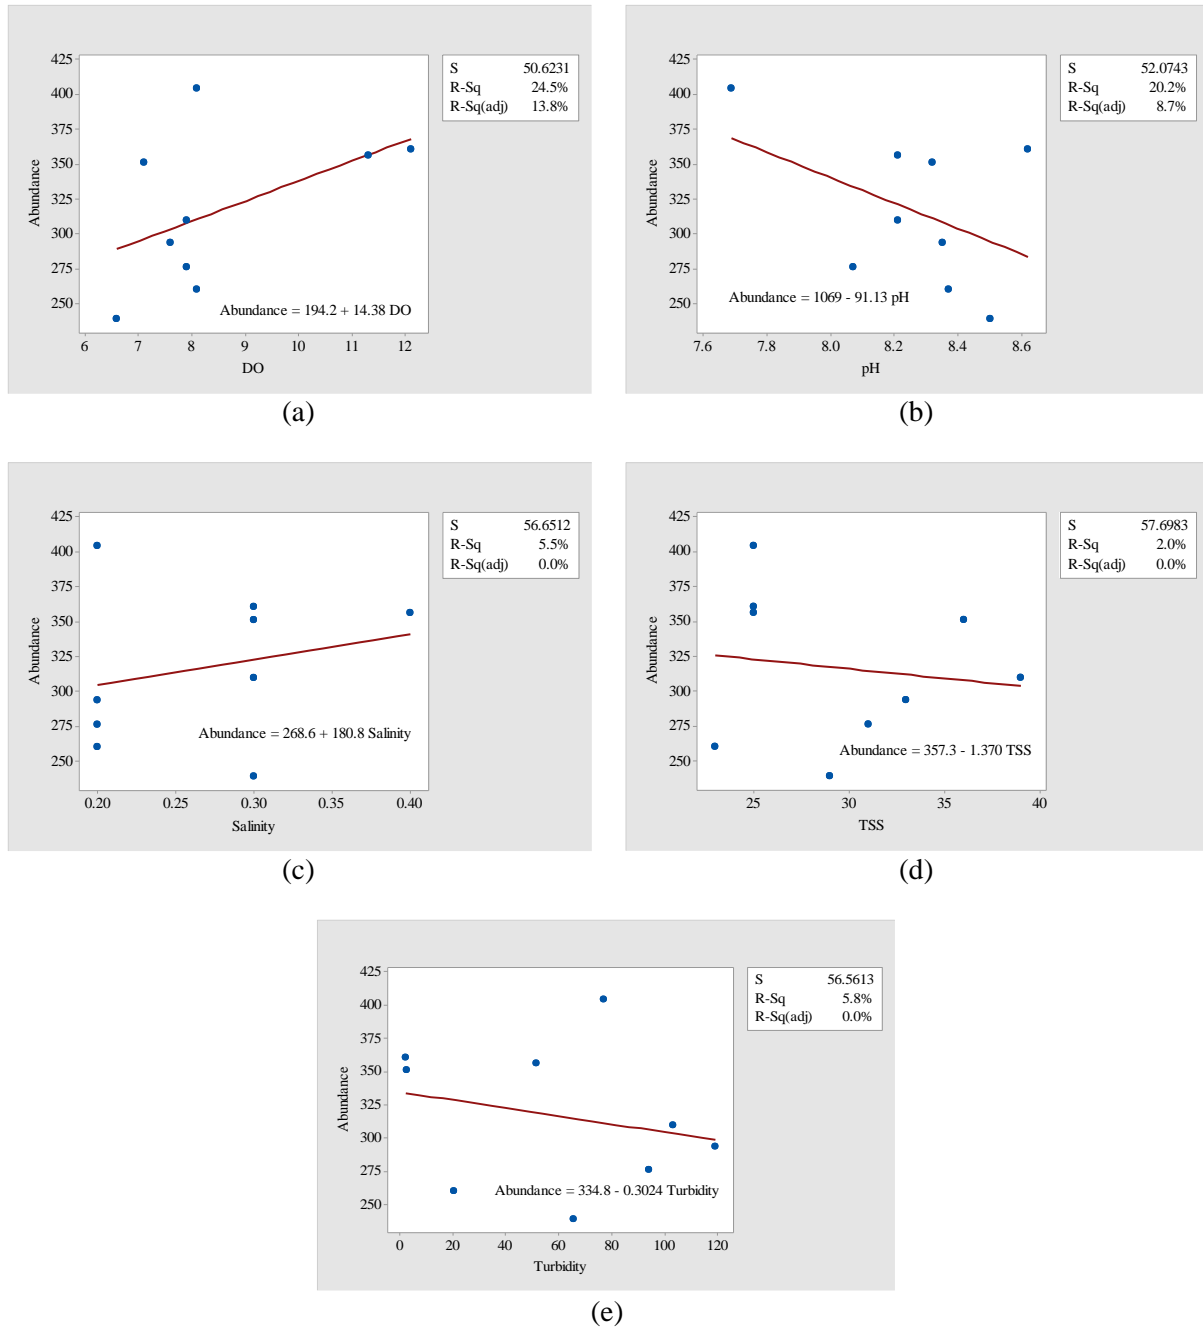 425
400
375
350
325
300
275
250
Abundance
6 7 8 9 10 11 12
DO
Abundance = 194.2 + 14.38 DO
S 50.6231
R-Sq 24.5%
R-Sq(adj) 13.8%
(a)
425
400
375
350
325
300
275
250
Abundance
7.6 7.8 8.0 8.2 8.4 8.6
pH
Abundance = 1069 - 91.13 pH
S 52.0743
R-Sq 20.2%
R-Sq(adj) 8.7%
(b)
425
400
375
350
325
300
275
250
Abundance
0.20 0.25 0.30 0.35 0.40
Salinity
Abundance = 268.6 + 180.8 Salinity
S 56.6512
R-Sq 5.5%
R-Sq(adj) 0.0%
(c)
425
400
375
350
325
300
275
250
Abundance
25 30 35 40
TSS
Abundance = 357.3 - 1.370 TSS
S 57.6983
R-Sq 2.0%
R-Sq(adj) 0.0%
(d)
425
400
375
350
325
300
275
250
Abundance
0 20 40 60 80 100 120
Turbidity
Abundance = 334.8 - 0.3024 Turbidity
S 56.5613
R-Sq 5.8%
R-Sq(adj) 0.0%
(e)